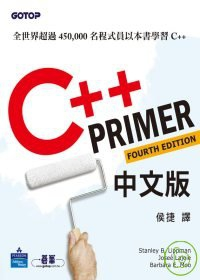 GOTOP
全世界超過 450,000 名程式員以本書學習 C++
C++
PRIMER
FOURTH EDITION
中文版
侯捷 譯
Stanley B. Lippman
Josée Lajoie
Barbara E. Moo
PEARSON